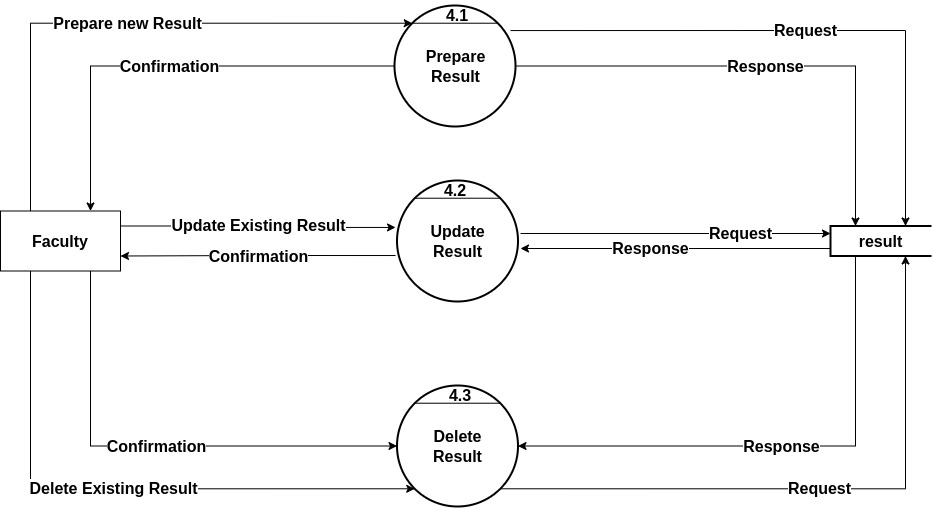 4.1
Prepare new Result
Request
Prepare
Result
Confirmation
Response
4.2
Update Existing Result
Update
Result
Request
Faculty
result
Response
Confirmation
4.3
Delete
Result
Confirmation
Response
Delete Existing Result
Request